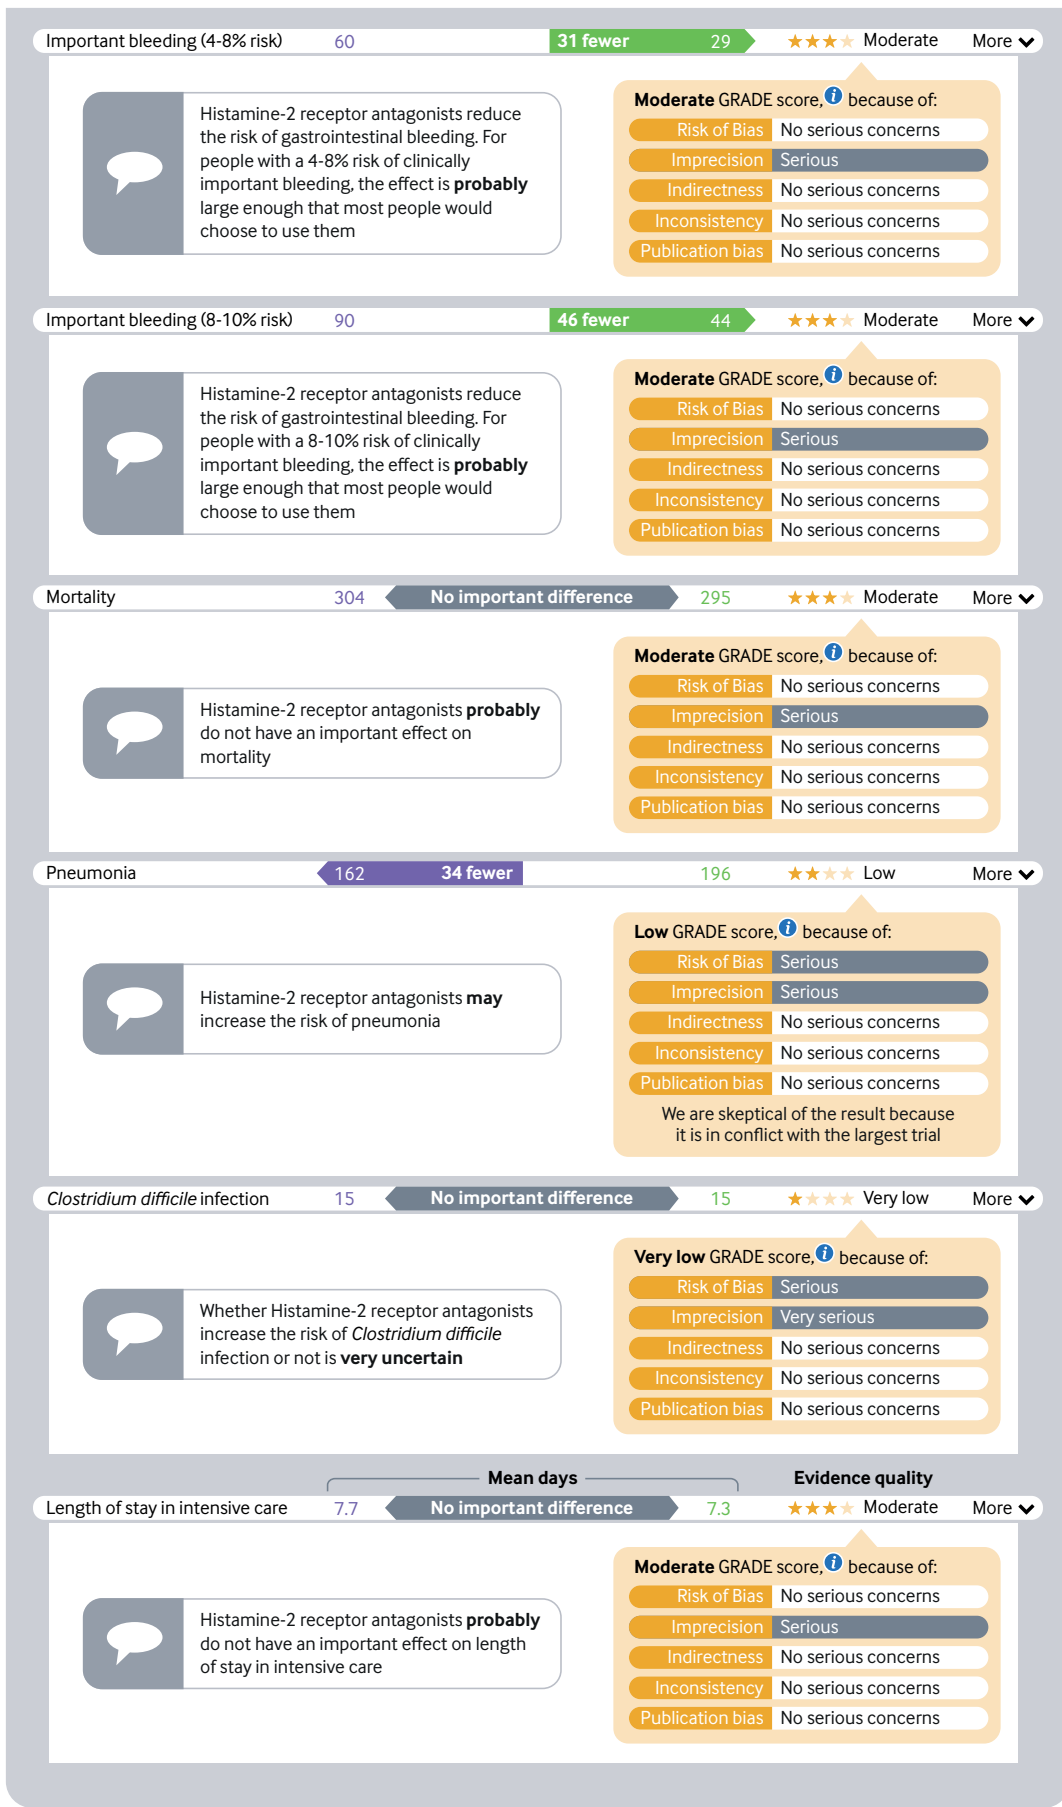 Important bleeding (4-8% risk) 60 31 fewer 29 Moderate More
Histamine-2 receptor antagonists reduce
the risk of gastrointestinal bleeding. For
people with a 4-8% risk of clinically
important bleeding, the effect is probably
large enough that most people would
choose to use them
Moderate GRADE score, i because of:
Risk of Bias No serious concerns
Imprecision Serious
Indirectness No serious concerns
Inconsistency No serious concerns
Publication bias No serious concerns
Important bleeding (8-10% risk) 90 46 fewer 44 Moderate More
Histamine-2 receptor antagonists reduce
the risk of gastrointestinal bleeding. For
people with a 8-10% risk of clinically
important bleeding, the effect is probably
large enough that most people would
choose to use them
Moderate GRADE score, i because of:
Risk of Bias No serious concerns
Imprecision Serious
Indirectness No serious concerns
Inconsistency No serious concerns
Publication bias No serious concerns
Mortality 304 No important difference 295 Moderate More
Histamine-2 receptor antagonists probably
do not have an important effect on
mortality
Moderate GRADE score, i because of:
Risk of Bias No serious concerns
Imprecision Serious
Indirectness No serious concerns
Inconsistency No serious concerns
Publication bias No serious concerns
Pneumonia 162 34 fewer 196 Low More
Histamine-2 receptor antagonists may
increase the risk of pneumonia
Low GRADE score, i because of:
Risk of Bias Serious
Imprecision Serious
Indirectness No serious concerns
Inconsistency No serious concerns
Publication bias No serious concerns
We are skeptical of the result because
it is in conflict with the largest trial
Clostridium difficile infection 15 No important difference 15 Very low More
Whether Histamine-2 receptor antagonists
increase the risk of Clostridium difficile
infection or not is very uncertain
Very low GRADE score, i because of:
Risk of Bias Serious
Imprecision Very serious
Indirectness No serious concerns
Inconsistency No serious concerns
Publication bias No serious concerns
Mean days Evidence quality
Length of stay in intensive care 7.7 No important difference 7.3 Moderate More
Histamine-2 receptor antagonists probably
do not have an important effect on length
of stay in intensive care
Moderate GRADE score, i because of:
Risk of Bias No serious concerns
Imprecision Serious
Indirectness No serious concerns
Inconsistency No serious concerns
Publication bias No serious concerns